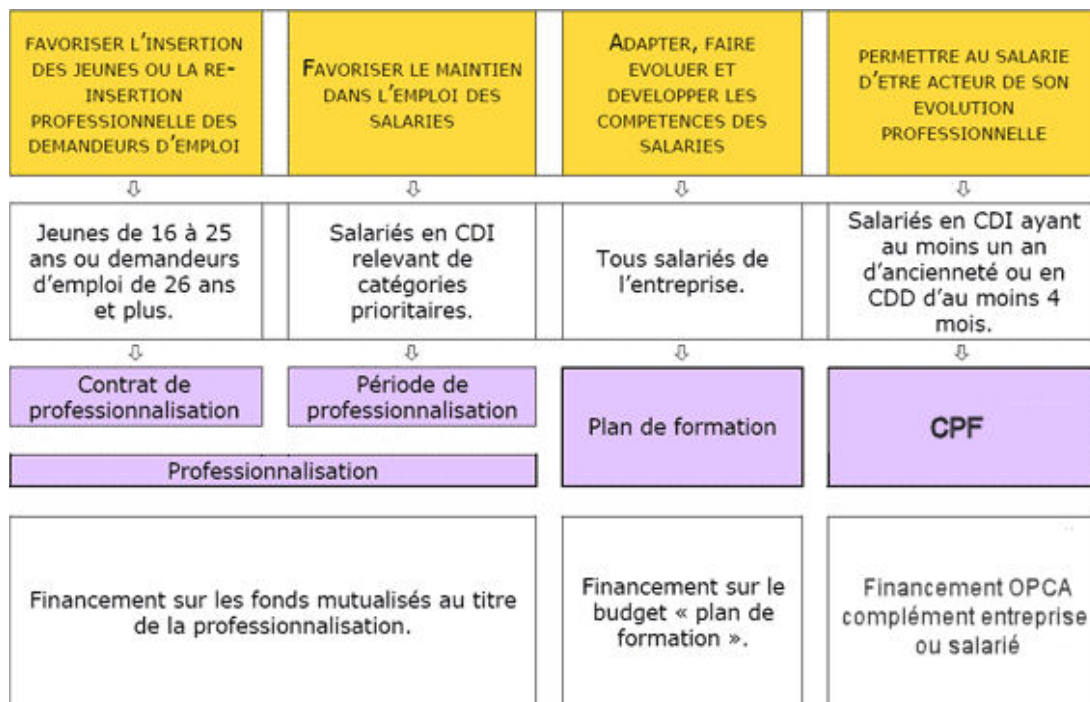 FAVORISER L'INSERTION
DES JEUNES OU LA RE-
INSERTION
PROFESSIONNELLE DES
DEMANDEURS D'EMPLOI
FAVORISER LE MAINTIEN
DANS L'EMPLOI DES
SALARIES
ADAPTER, FAIRE
EVOLUER ET
DEVELOPPER LES
COMPETENCES DES
SALARIES
PERMETTRE AU SALARIE
D'ETRE ACTEUR DE SON
EVOLUTION
PROFESSIONNELLE
Jeunes de 16 à 25
ans ou demandeurs
d'emploi de 26 ans
et plus.
Salariés en CDI
relevant de
catégories
prioritaires.
Tous salariés de
l'entreprise.
Salariés en CDI ayant
au moins un an
d'ancienneté ou en
CDD d'au moins 4
mois.
Contrat de
professionnalisation
Période de
professionnalisation
Professionnalisation
Plan de formation
CPF
Financement sur les fonds mutualisés au titre
de la professionnalisation.
Financement sur le
budget « plan de
formation ».
Financement OPCA
complément entreprise
ou salarié